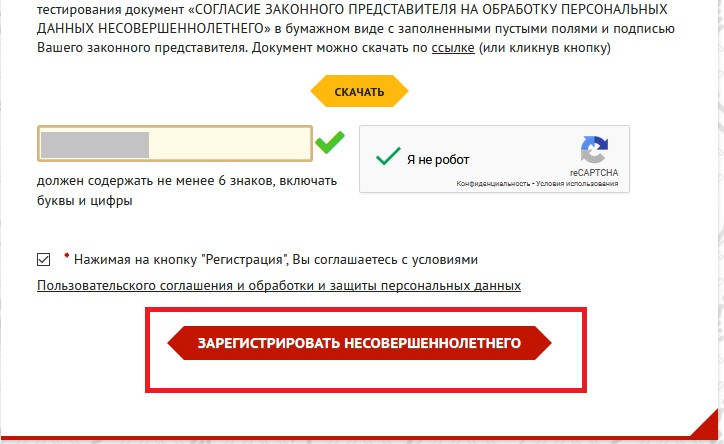 тестирования документ «СОГЛАСИЕ ЗАКОННОГО ПРЕДСТАВИТЕЛЯ НА ОБРАБОТКУ ПЕРСОНАЛЬНЫХ
ДАННЫХ НЕСОВЕРШЕННОЛЕТНЕГО» в бумажном виде с заполненными пустыми полями и подписью
Вашего законного представителя. Документ можно скачать по ссылке (или кликнув кнопку)
СКАЧАТЬ
Я не робот
reCAPTCHA
Конфиденциальность - Условия использования
должен содержать не менее 6 знаков, включать
буквы и цифры
* Нажимая на кнопку "Регистрация", Вы соглашаетесь с условиями
Пользовательского соглашения и обработки и защиты персональных данных
ЗАРЕГИСТРИРОВАТЬ НЕСОВЕРШЕННОЛЕТНЕГО